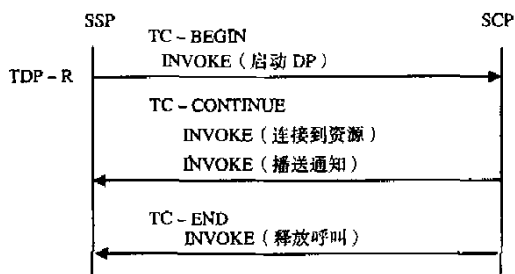 SSP
SCP
TC – BEGIN
INVOKE（启动 DP）
TDP – R
TC – CONTINUE
INVOKE（连接到资源）
INVOKE（播送通知）
TC – END
INVOKE（释放呼叫）